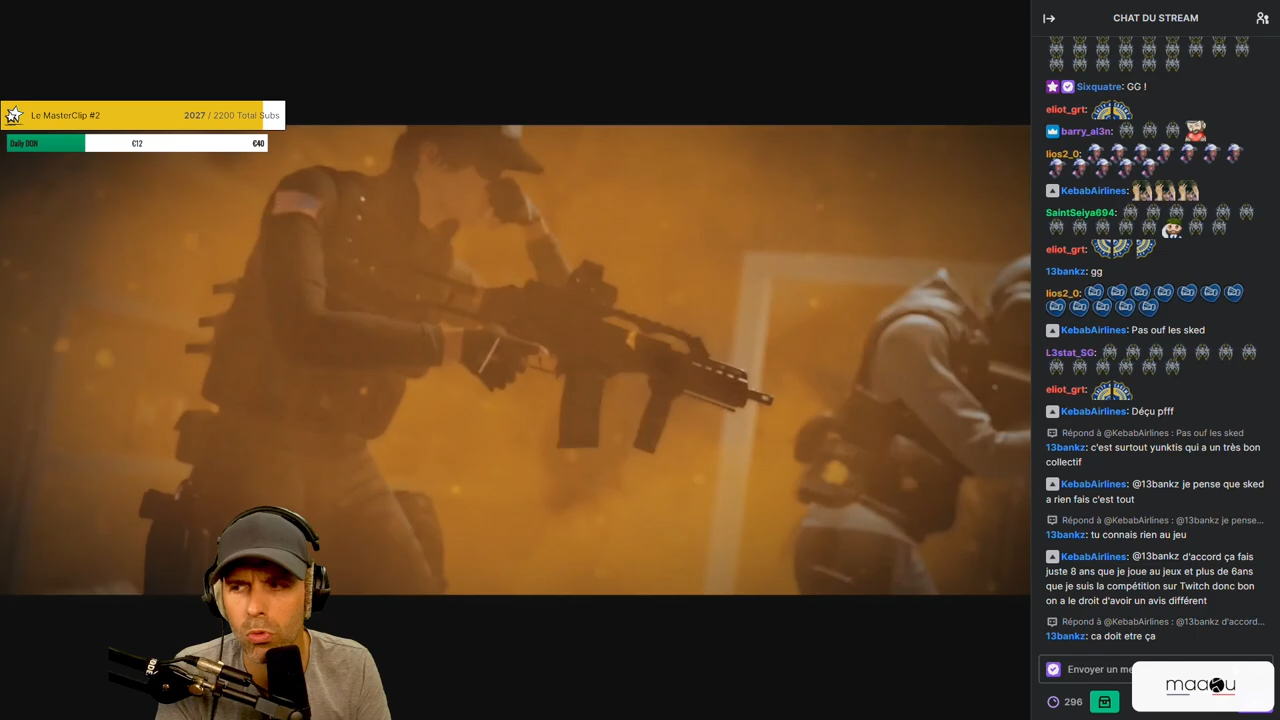 CHAT DU STREAM
Le MasterClip #2
2027 / 2200 Total Subs
Daily DON €12 €40
Sixquatre: GG !
eliot_grt:
barry_al3n:
lios2_0:
KebabAirlines:
SaintSeiya694:
eliot_grt:
13bankz: gg
lios2_0:
KebabAirlines: Pas ouf les sked
L3stat_SG:
eliot_grt:
KebabAirlines: Déçu pfff
Répond à @KebabAirlines : Pas ouf les sked
13bankz: c'est surtout yunktis qui a un très bon
collectif
KebabAirlines: @13bankz je pense que sked
a rien fais c'est tout
Répond à @KebabAirlines : @13bankz je pense...
13bankz: tu connais rien au jeu
KebabAirlines: @13bankz d'accord ça fais
juste 8 ans que je joue au jeux et plus de 6ans
que je suis la compétition sur Twitch donc bon
on a le droit d'avoir un avis différent
Répond à @KebabAirlines : @13bankz d'accord...
13bankz: ca doit etre ça
Envoyer un me
296